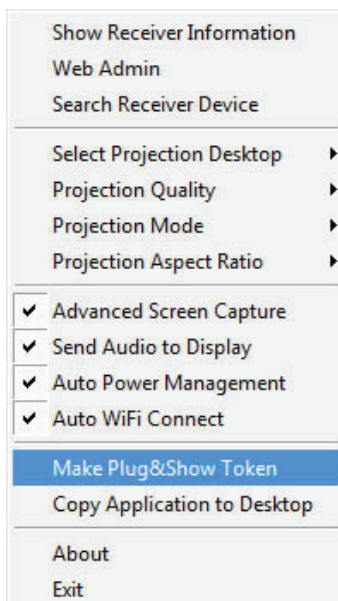 Show Receiver Information
Web Admin
Search Receiver Device
Select Projection Desktop
Projection Quality
Projection Mode
Projection Aspect Ratio
Advanced Screen Capture
Send Audio to Display
Auto Power Management
Auto WiFi Connect
Make Plug&Show Token
Copy Application to Desktop
About
Exit